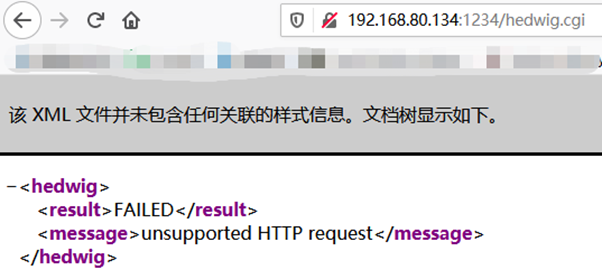 192.168.80.134:1234/hedwig.cgi
该 XML 文件并未包含任何关联的样式信息。文档树显示如下。
−<hedwig>
<result>FAILED</result>
<message>unsupported HTTP request</message>
</hedwig>